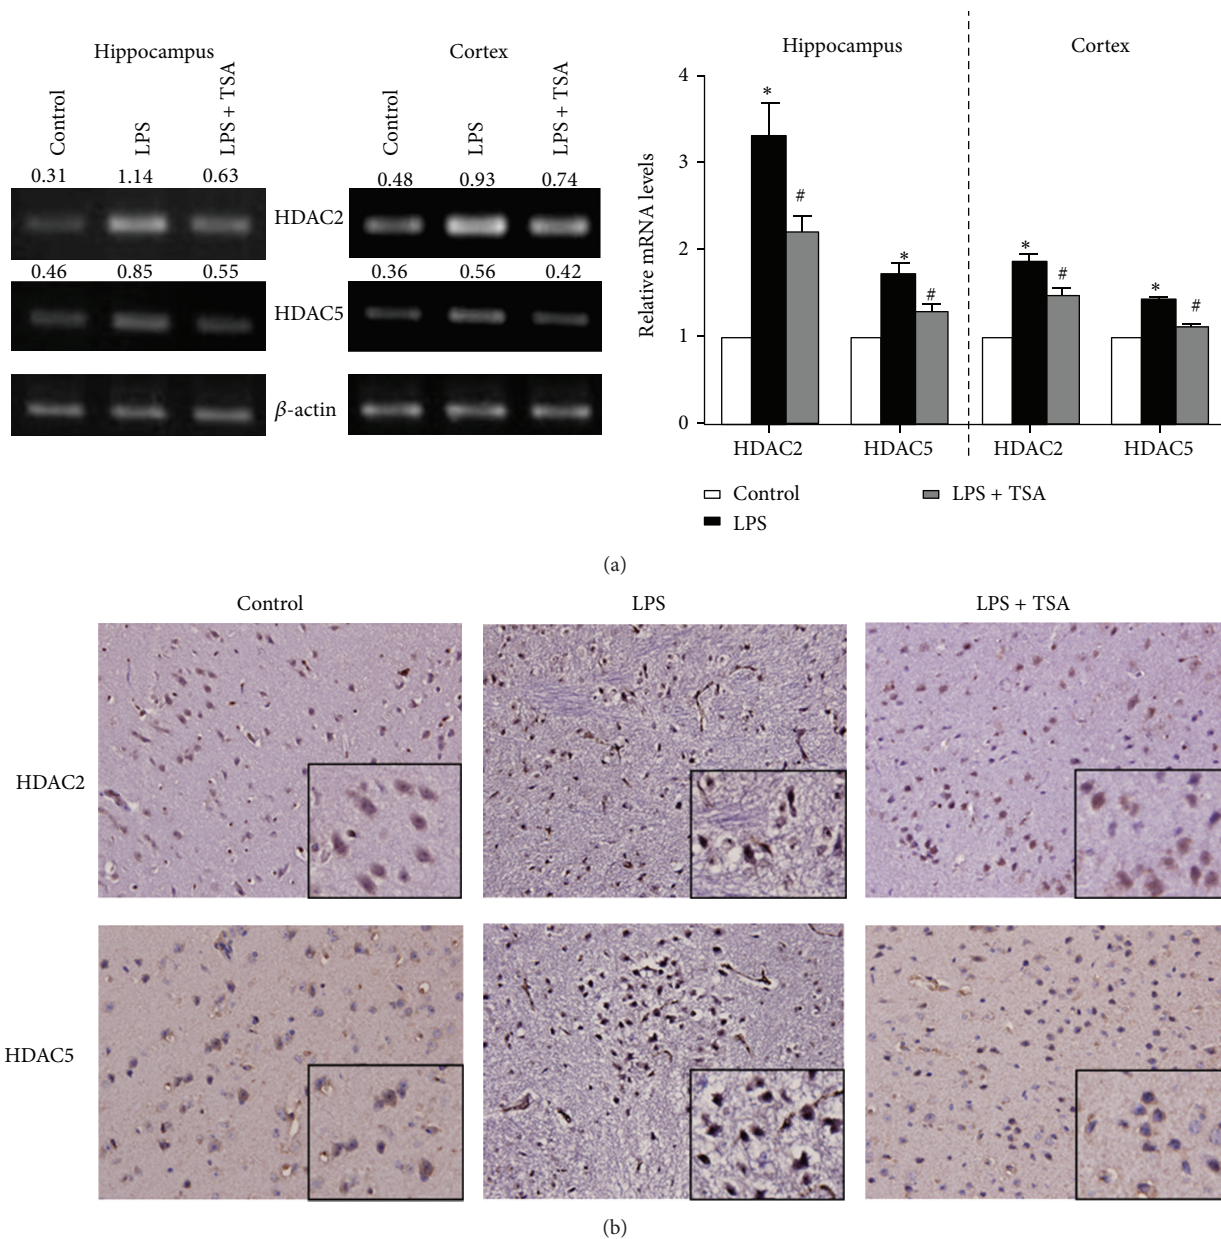 Hippocampus
Cortex
Control
LPS
LPS + TSA
Control
LPS
LPS + TSA
0.31 1.14 0.63
0.48 0.93 0.74
HDAC2
0.46 0.85 0.55
0.36 0.56 0.42
HDAC5
β-actin
Hippocampus
Cortex
Relative mRNA levels
4
3
2
1
0
*
#
*
#
*
#
*
#
HDAC2 HDAC5 HDAC2 HDAC5
Control
LPS + TSA
LPS
(a)
Control LPS LPS + TSA
HDAC2
HDAC5
(b)